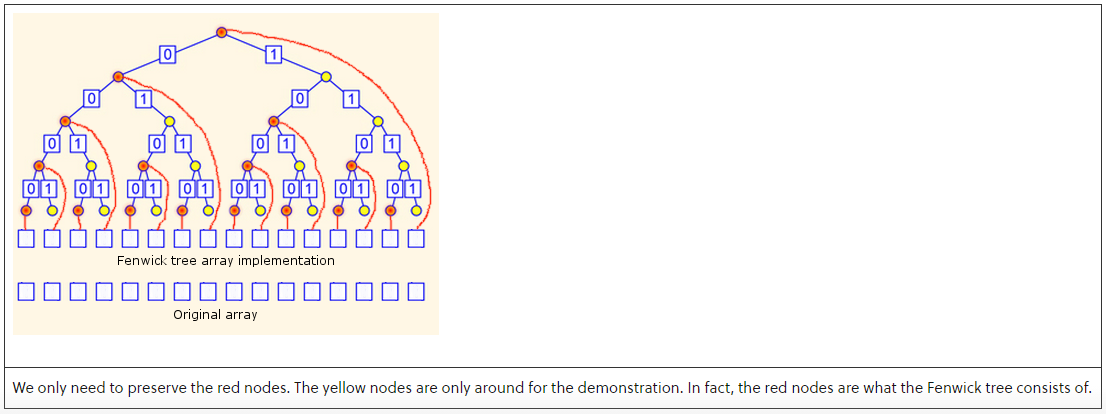 0 1
0 1 0 1
0 1 0 1 0 1 0 1
0 1 0 1 0 1 0 1 0 1 0 1 0 1 0 1
Fenwick tree array implementation
Original array
We only need to preserve the red nodes. The yellow nodes are only around for the demonstration. In fact, the red nodes are what the Fenwick tree consists of.